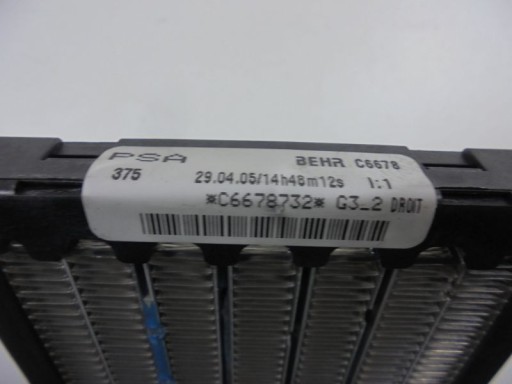 PSA BEHR C6678
375 29.04.05/14h48m12s 1:1
*C6678732* G3_2 DROIT